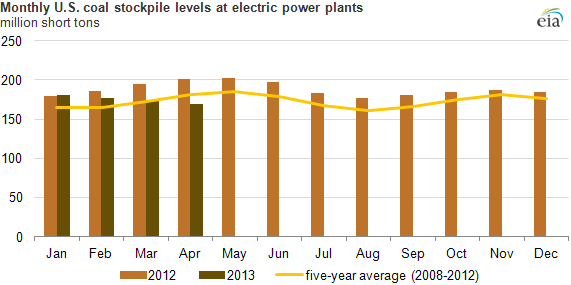 Monthly U.S. coal stockpile levels at electric power plants
million short tons
eia
250
200
150
100
50
0
Jan Feb Mar Apr May Jun Jul Aug Sep Oct Nov Dec
2012 2013 five-year average (2008-2012)